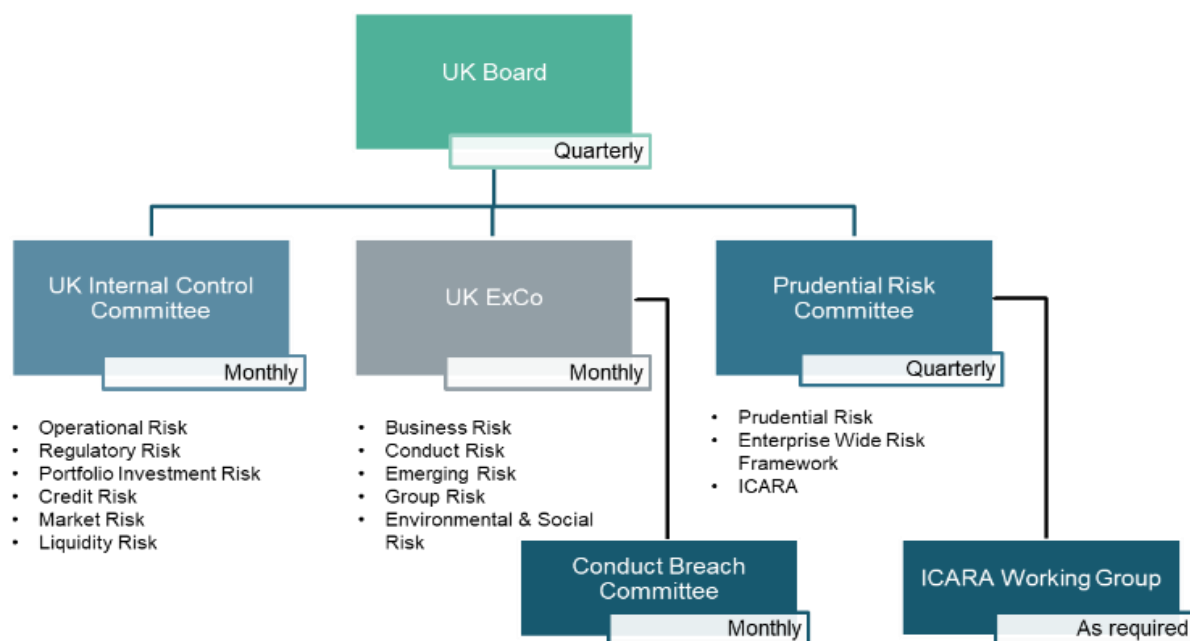 UK Board
Quarterly
UK Internal Control
Committee
Monthly
• Operational Risk
• Regulatory Risk
• Portfolio Investment Risk
• Credit Risk
• Market Risk
• Liquidity Risk
UK ExCo
Monthly
• Business Risk
• Conduct Risk
• Emerging Risk
• Group Risk
• Environmental & Social
Risk
Prudential Risk
Committee
Quarterly
• Prudential Risk
• Enterprise Wide Risk
Framework
• ICARA
Conduct Breach
Committee
Monthly
ICARA Working Group
As required